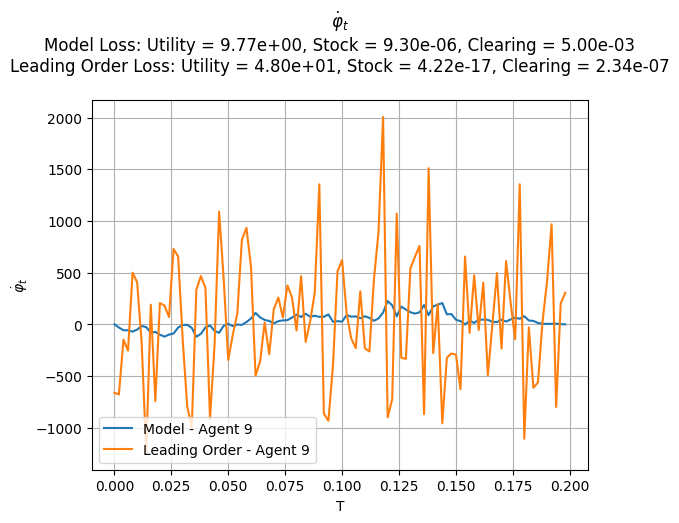 φ̇ₜ
Model Loss: Utility = 9.77e+00, Stock = 9.30e-06, Clearing = 5.00e-03
Leading Order Loss: Utility = 4.80e+01, Stock = 4.22e-17, Clearing = 2.34e-07
2000
1500
1000
500
0
−500
−1000
φ̇ₜ
Model - Agent 9
Leading Order - Agent 9
0.000 0.025 0.050 0.075 0.100 0.125 0.150 0.175 0.200
T